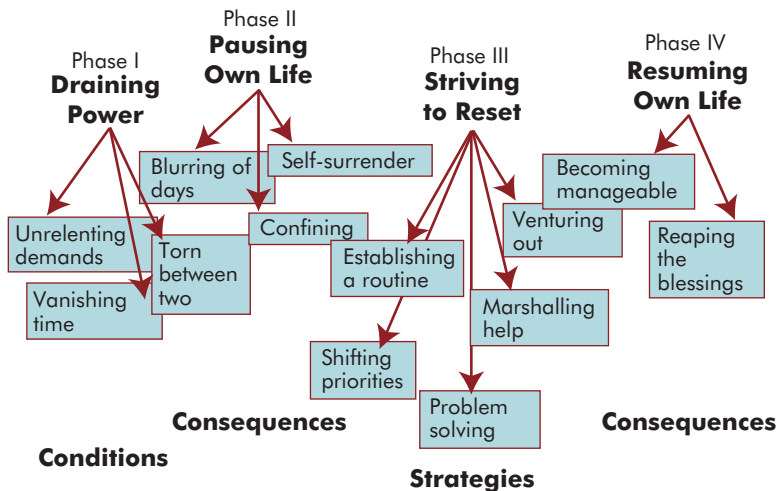 Phase I
Draining
Power
Phase II
Pausing
Own Life
Phase III
Striving
to Reset
Phase IV
Resuming
Own Life
Unrelenting
demands
Vanishing
time
Torn
between
two
Blurring of
days
Self-surrender
Confining
Establishing
a routine
Shifting
priorities
Problem
solving
Marshalling
help
Venturing
out
Becoming
manageable
Reaping
the
blessings
Conditions
Consequences
Strategies
Consequences